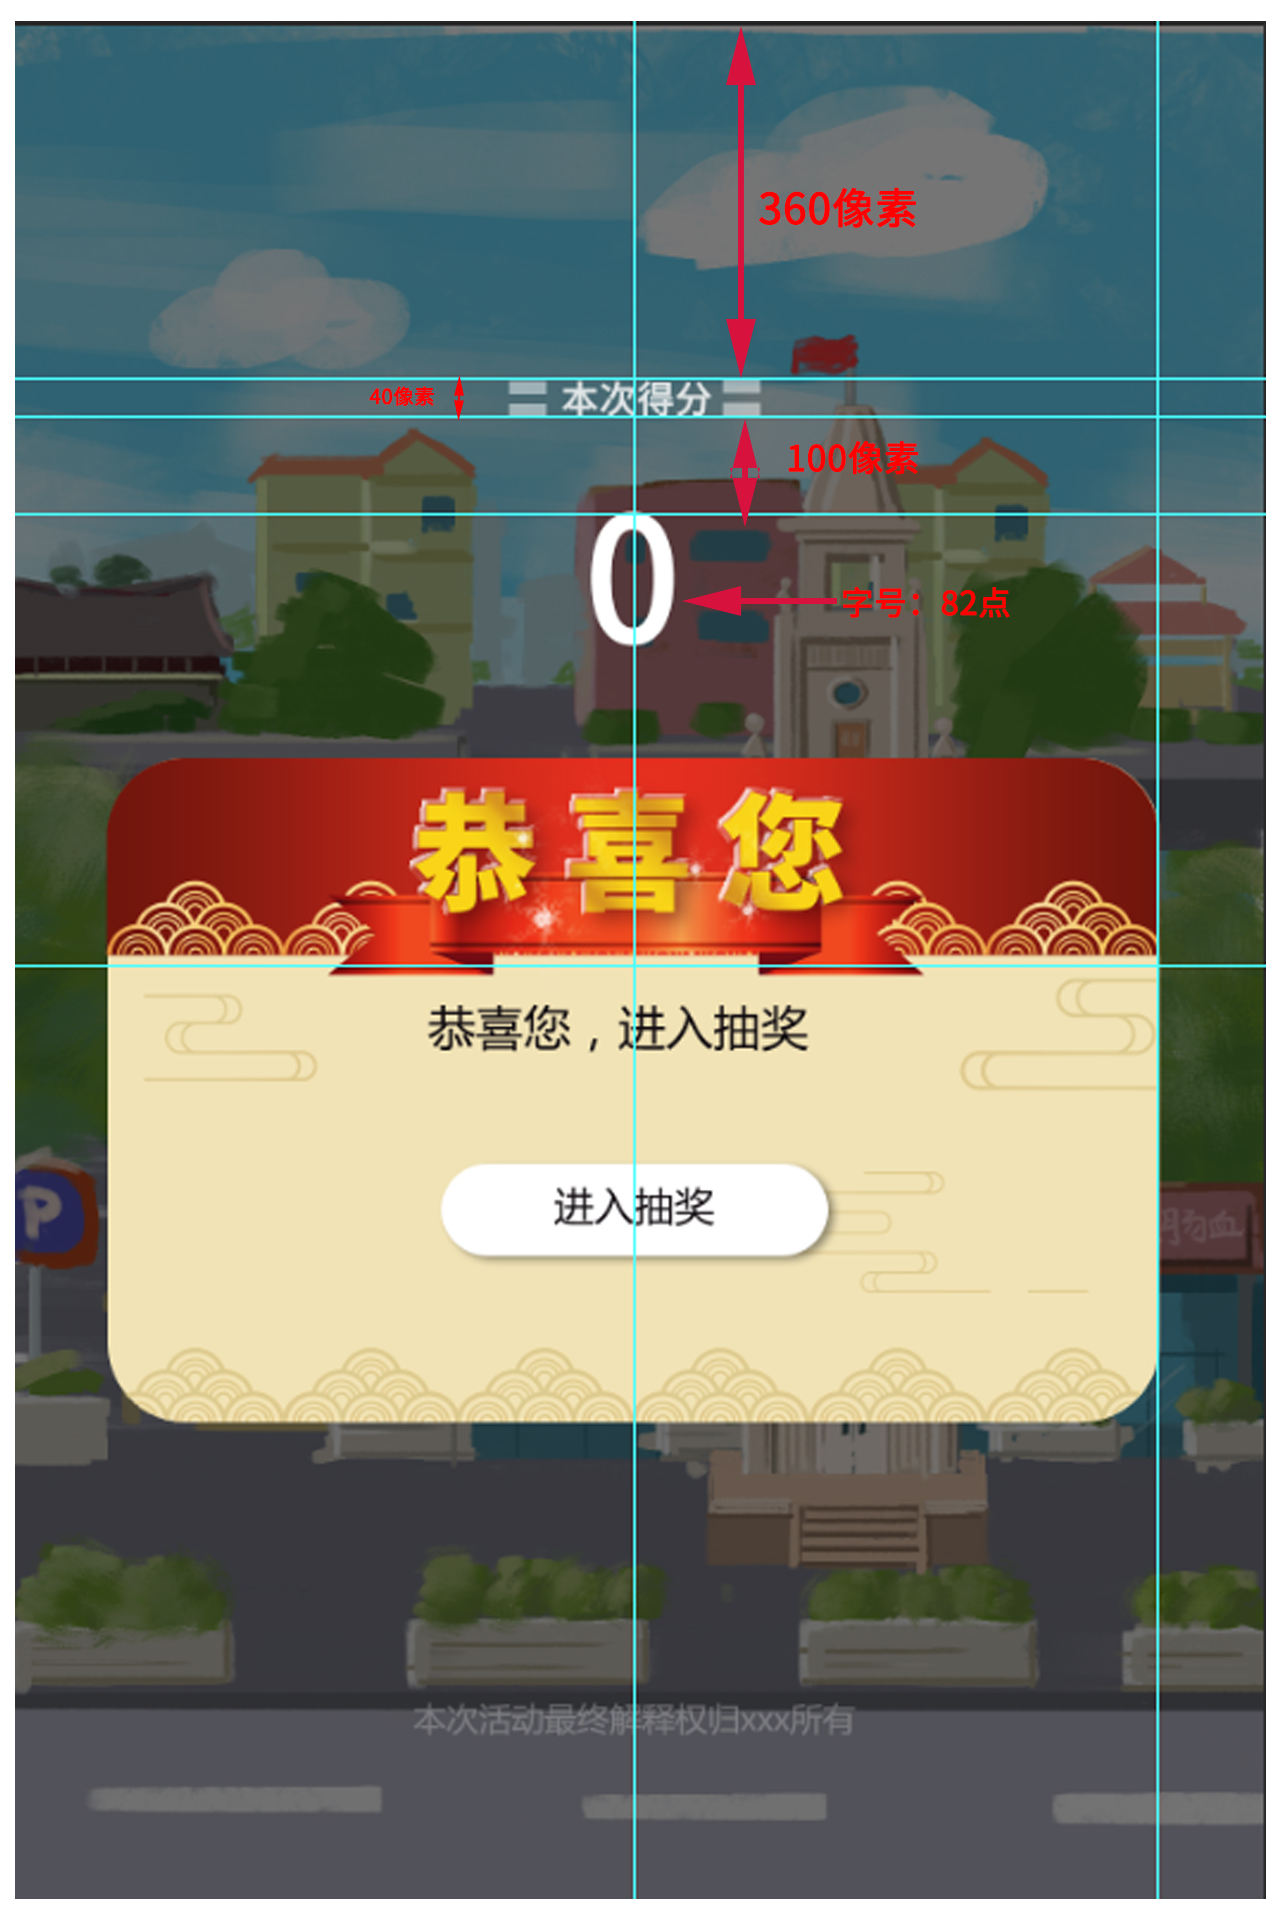 360像素
40像素
本次得分
100像素
0
字号：82点
恭喜您
恭喜您，进入抽奖
进入抽奖
P
本次活动最终解释权归xxx所有